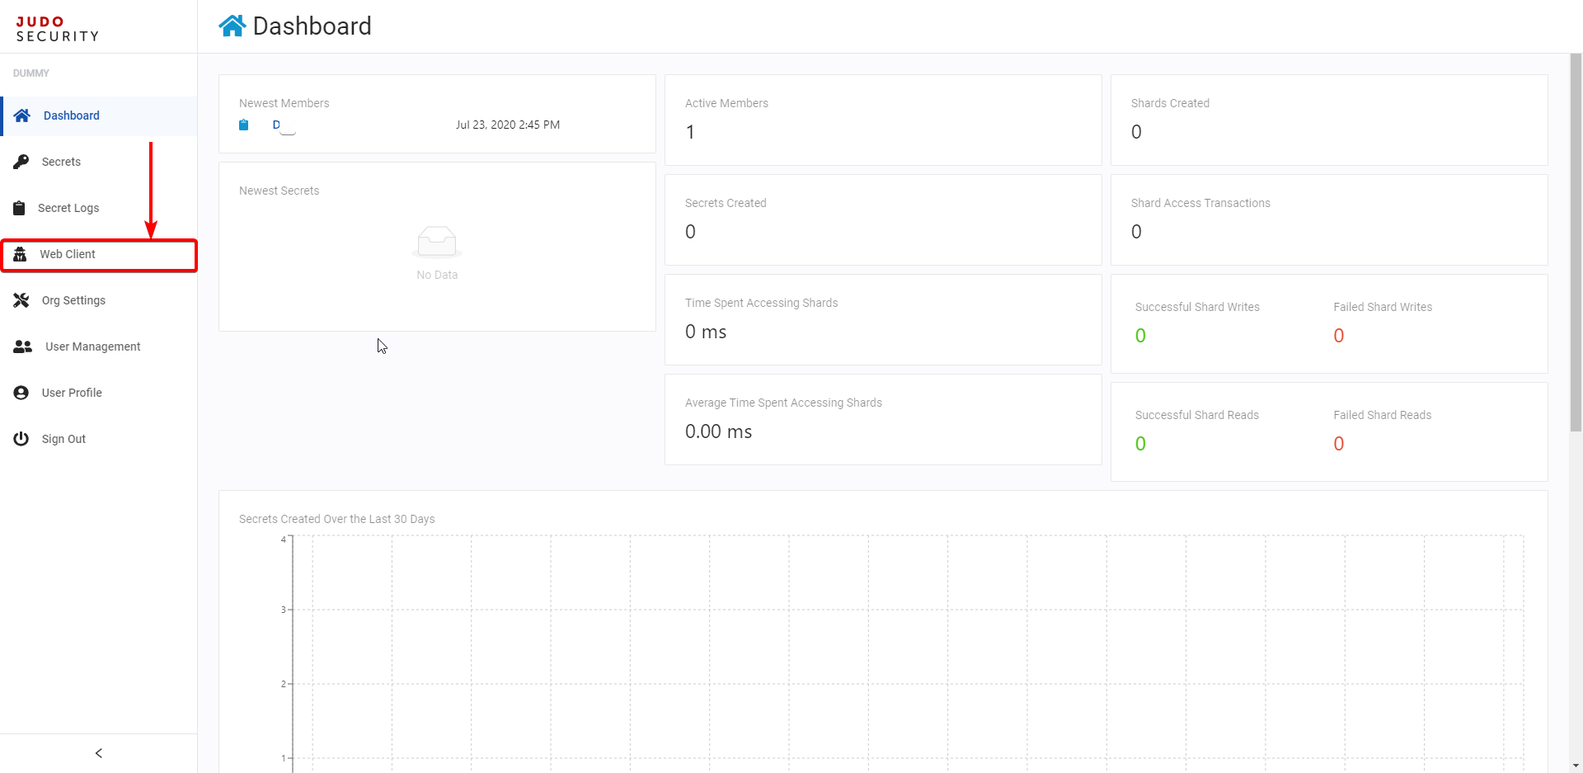 JUDO
SECURITY
Dashboard
DUMMY
Dashboard
Secrets
Secret Logs
Web Client
Org Settings
User Management
User Profile
Sign Out
Newest Members
D
Jul 23, 2020 2:45 PM
Newest Secrets
No Data
Active Members
1
Secrets Created
0
Time Spent Accessing Shards
0 ms
Average Time Spent Accessing Shards
0.00 ms
Shards Created
0
Shard Access Transactions
0
Successful Shard Writes
0
Failed Shard Writes
0
Successful Shard Reads
0
Failed Shard Reads
0
Secrets Created Over the Last 30 Days
4
3
2
1